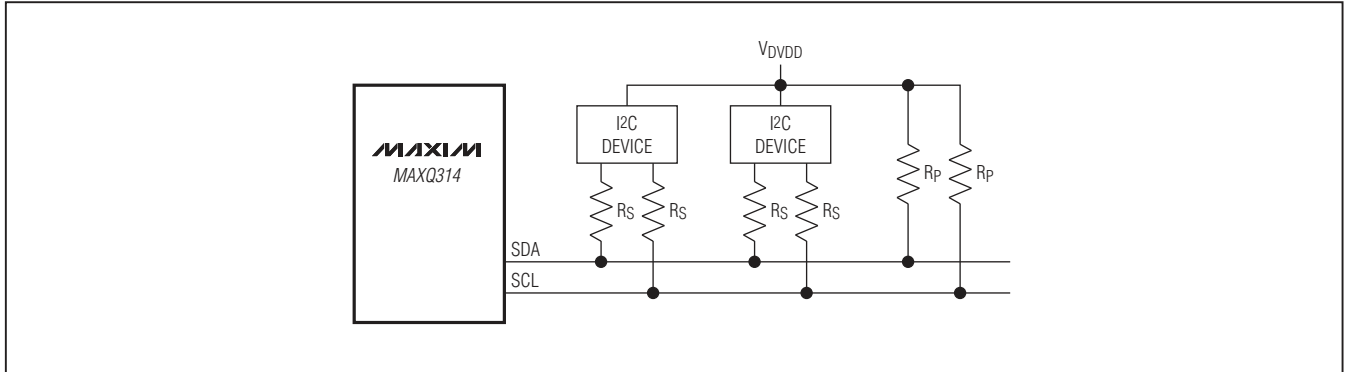 VDVDD
MAXIM
MAXQ314
I2C
DEVICE
I2C
DEVICE
RS
RS
RS
RS
RP
RP
SDA
SCL